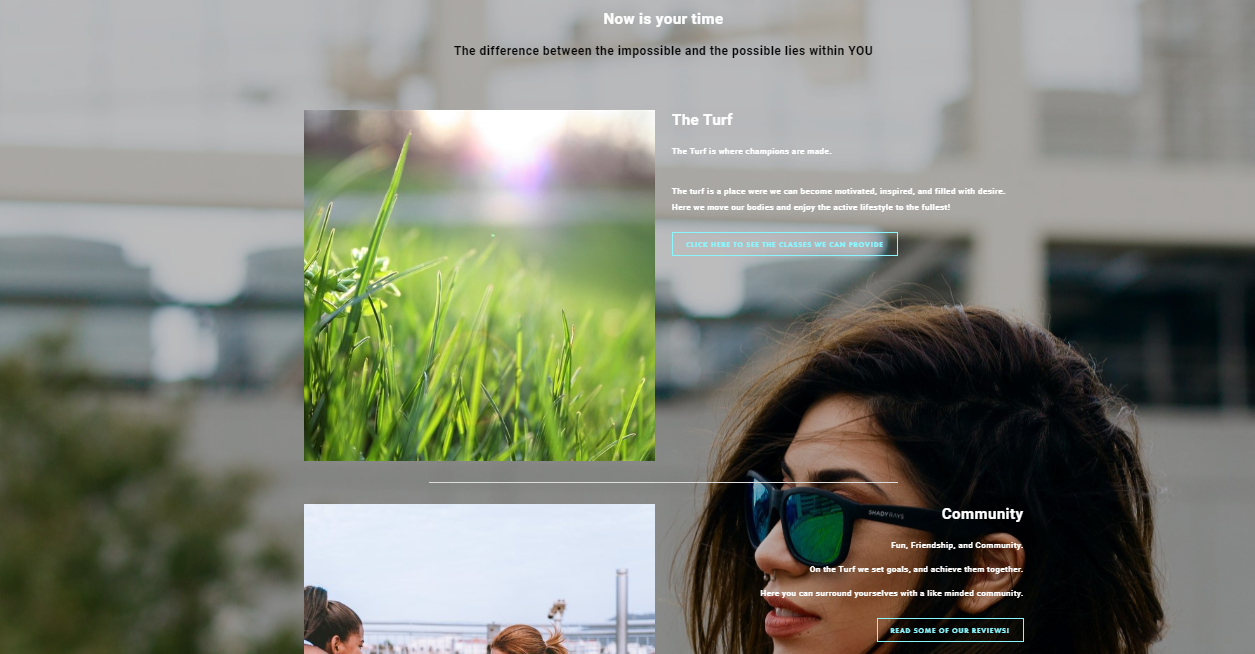 Now is your time
The difference between the impossible and the possible lies within YOU
The Turf
The Turf is where champions are made.
The turf is a place were we can become motivated, inspired, and filled with desire.
Here we move our bodies and enjoy the active lifestyle to the fullest!
CLICK HERE TO SEE THE CLASSES WE CAN PROVIDE
SHADY RAYS
Community
Fun, Friendship, and Community.
On the Turf we set goals, and achieve them together.
Here you can surround yourselves with a like minded community.
READ SOME OF OUR REVIEWS!